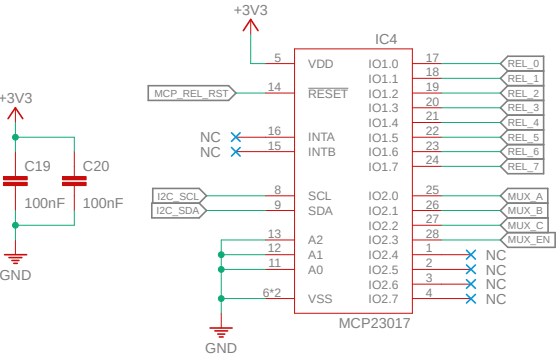 +3V3
IC4
5 VDD IO1.0 17 REL_0
IO1.1 18 REL_1
MCP_REL_RST 14 RESET IO1.2 19 REL_2
+3V3 IO1.3 20 REL_3
IO1.4 21 REL_4
NC 16 INTA IO1.5 22 REL_5
NC 15 INTB IO1.6 23 REL_6
C19 C20 IO1.7 24 REL_7
I2C_SCL 8 SCL IO2.0 25 MUX_A
100nF 100nF I2C_SDA 9 SDA IO2.1 26 MUX_B
IO2.2 27 MUX_C
13 A2 IO2.3 28 MUX_EN
12 A1 IO2.4 1 NC
GND 11 A0 IO2.5 2 NC
IO2.6 3 NC
6*2 VSS IO2.7 4 NC
MCP23017
GND